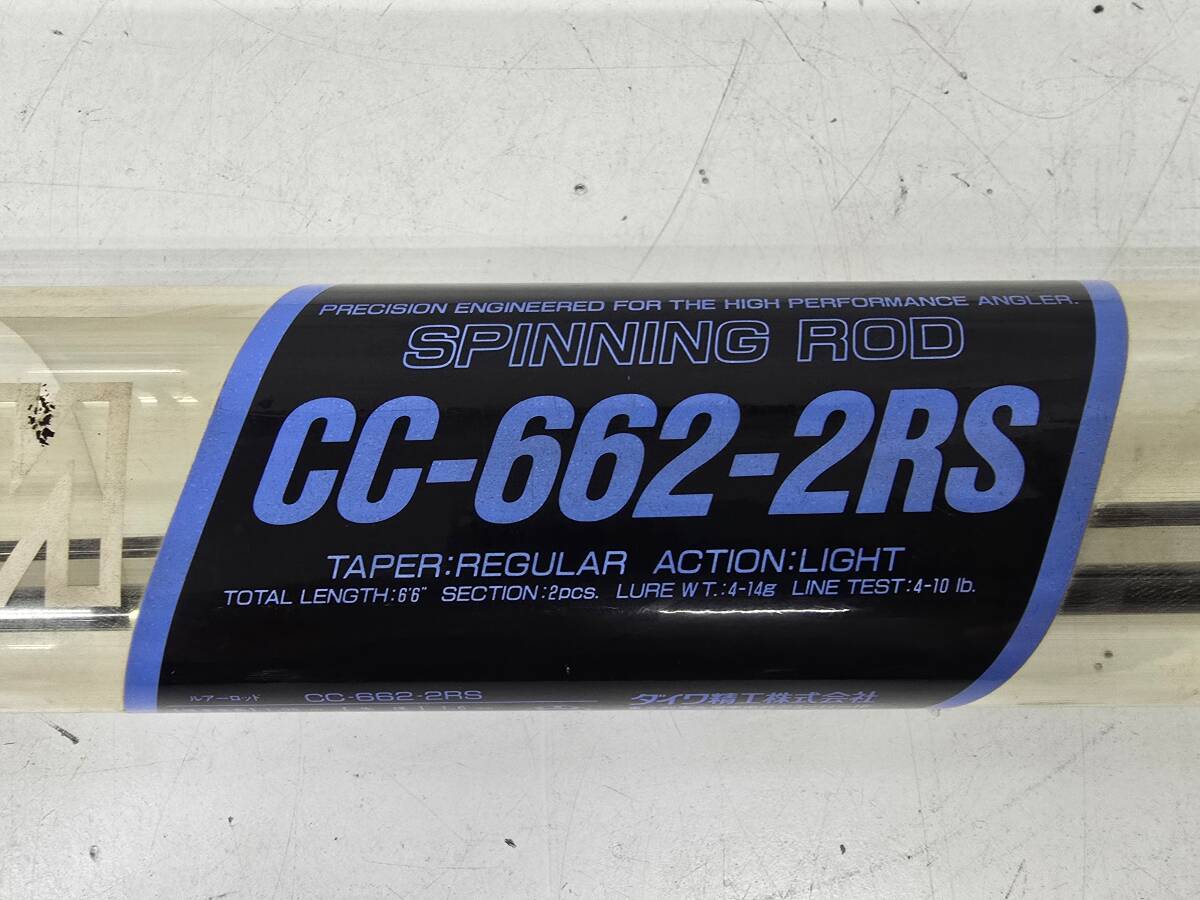 PRECISION ENGINEERED FOR THE HIGH PERFORMANCE ANGLER.
SPINNING ROD
CC-662-2RS
TAPER:REGULAR ACTION:LIGHT
TOTAL LENGTH:6'6" SECTION:2pcs. LURE WT.:4-14g LINE TEST:4-10 lb.
ルアーロッド CC-662-2RS ダイワ精工株式会社